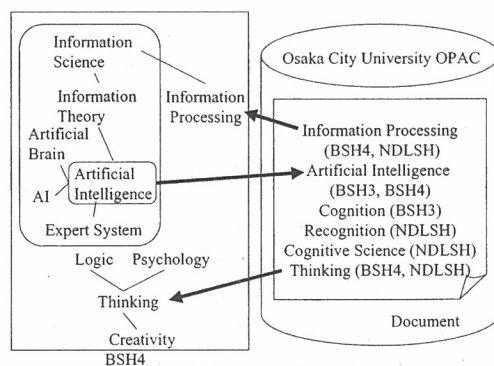 Information
Science
Information
Theory
Information
Processing
Artificial
Brain
AI
Artificial
Intelligence
Expert System
Logic
Psychology
Thinking
Creativity
BSH4
Osaka City University OPAC
Information Processing
(BSH4, NDLSH)
Artificial Intelligence
(BSH3, BSH4)
Cognition (BSH3)
Recognition (NDLSH)
Cognitive Science (NDLSH)
Thinking (BSH4, NDLSH)
Document